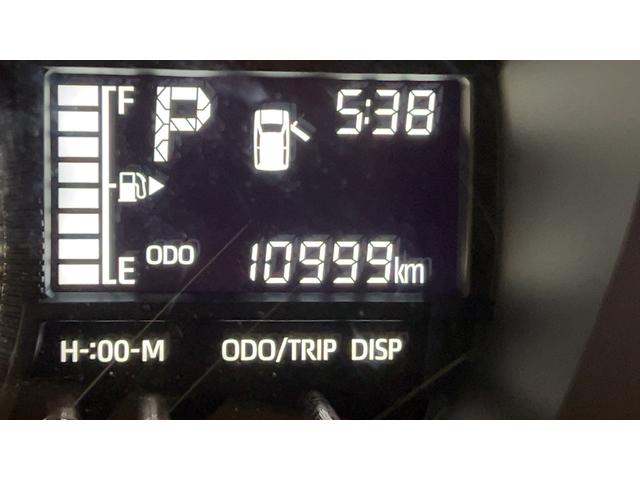 F P 5:38
E ODO 10999km
H-:00-M ODO/TRIP DISP